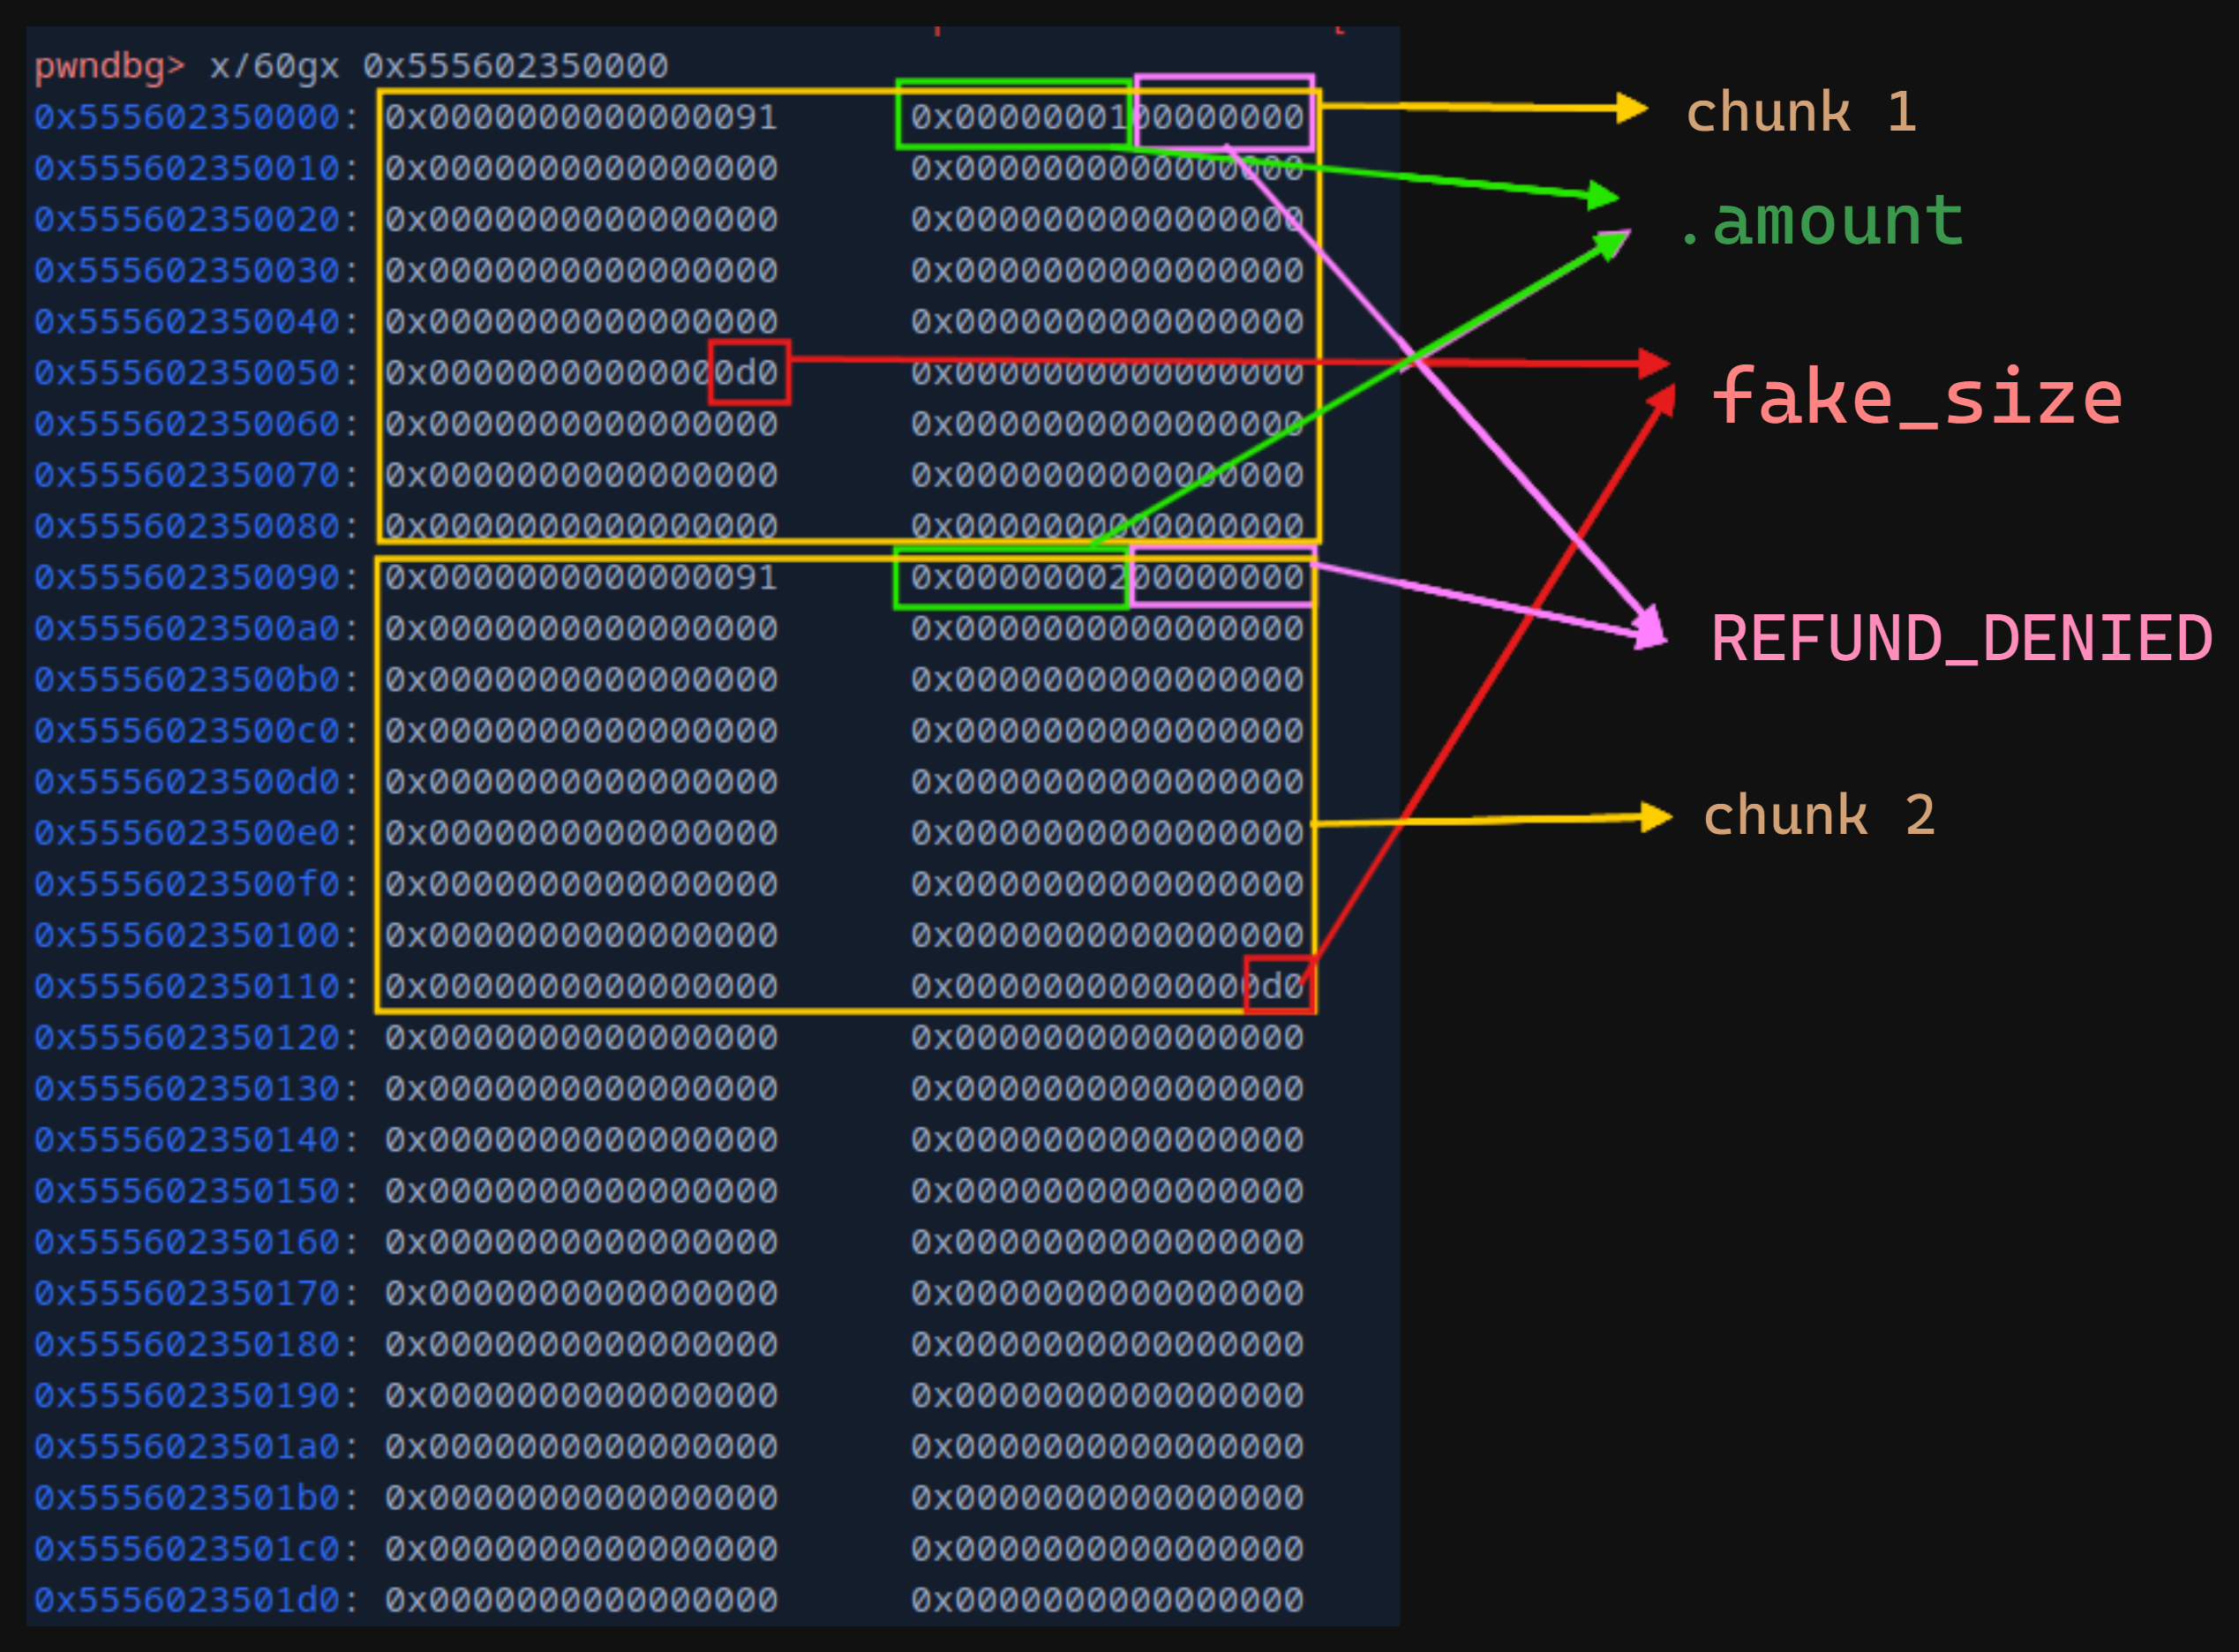 pwndbg> x/60gx 0x555602350000
0x555602350000: 0x0000000000000091 0x0000000100000000 chunk 1
0x555602350010: 0x0000000000000000 0x0000000000000000
0x555602350020: 0x0000000000000000 0x0000000000000000 .amount
0x555602350030: 0x0000000000000000 0x0000000000000000
0x555602350040: 0x0000000000000000 0x0000000000000000
0x555602350050: 0x00000000000000d0 0x0000000000000000 fake_size
0x555602350060: 0x0000000000000000 0x0000000000000000
0x555602350070: 0x0000000000000000 0x0000000000000000
0x555602350080: 0x0000000000000000 0x0000000000000000
0x555602350090: 0x0000000000000091 0x0000000200000000
0x5556023500a0: 0x0000000000000000 0x0000000000000000 REFUND_DENIED
0x5556023500b0: 0x0000000000000000 0x0000000000000000
0x5556023500c0: 0x0000000000000000 0x0000000000000000
0x5556023500d0: 0x0000000000000000 0x0000000000000000
0x5556023500e0: 0x0000000000000000 0x0000000000000000 chunk 2
0x5556023500f0: 0x0000000000000000 0x0000000000000000
0x555602350100: 0x0000000000000000 0x0000000000000000
0x555602350110: 0x0000000000000000 0x00000000000000d0
0x555602350120: 0x0000000000000000 0x0000000000000000
0x555602350130: 0x0000000000000000 0x0000000000000000
0x555602350140: 0x0000000000000000 0x0000000000000000
0x555602350150: 0x0000000000000000 0x0000000000000000
0x555602350160: 0x0000000000000000 0x0000000000000000
0x555602350170: 0x0000000000000000 0x0000000000000000
0x555602350180: 0x0000000000000000 0x0000000000000000
0x555602350190: 0x0000000000000000 0x0000000000000000
0x5556023501a0: 0x0000000000000000 0x0000000000000000
0x5556023501b0: 0x0000000000000000 0x0000000000000000
0x5556023501c0: 0x0000000000000000 0x0000000000000000
0x5556023501d0: 0x0000000000000000 0x0000000000000000